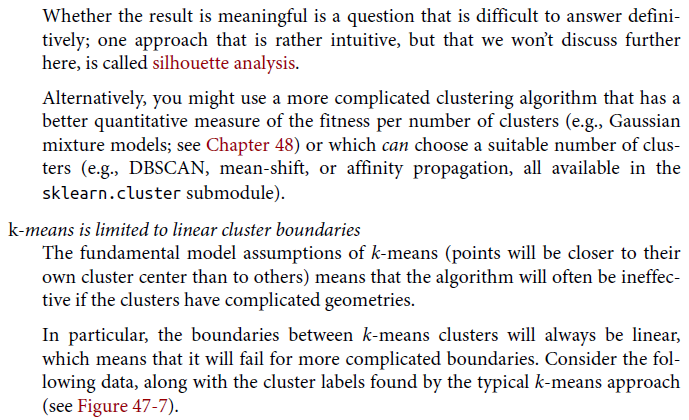 Whether the result is meaningful is a question that is difficult to answer defini-
tively; one approach that is rather intuitive, but that we won't discuss further
here, is called silhouette analysis.
Alternatively, you might use a more complicated clustering algorithm that has a
better quantitative measure of the fitness per number of clusters (e.g., Gaussian
mixture models; see Chapter 48) or which can choose a suitable number of clus-
ters (e.g., DBSCAN, mean-shift, or affinity propagation, all available in the
sklearn.cluster submodule).
k-means is limited to linear cluster boundaries
The fundamental model assumptions of k-means (points will be closer to their
own cluster center than to others) means that the algorithm will often be ineffec-
tive if the clusters have complicated geometries.
In particular, the boundaries between k-means clusters will always be linear,
which means that it will fail for more complicated boundaries. Consider the fol-
lowing data, along with the cluster labels found by the typical k-means approach
(see Figure 47-7).